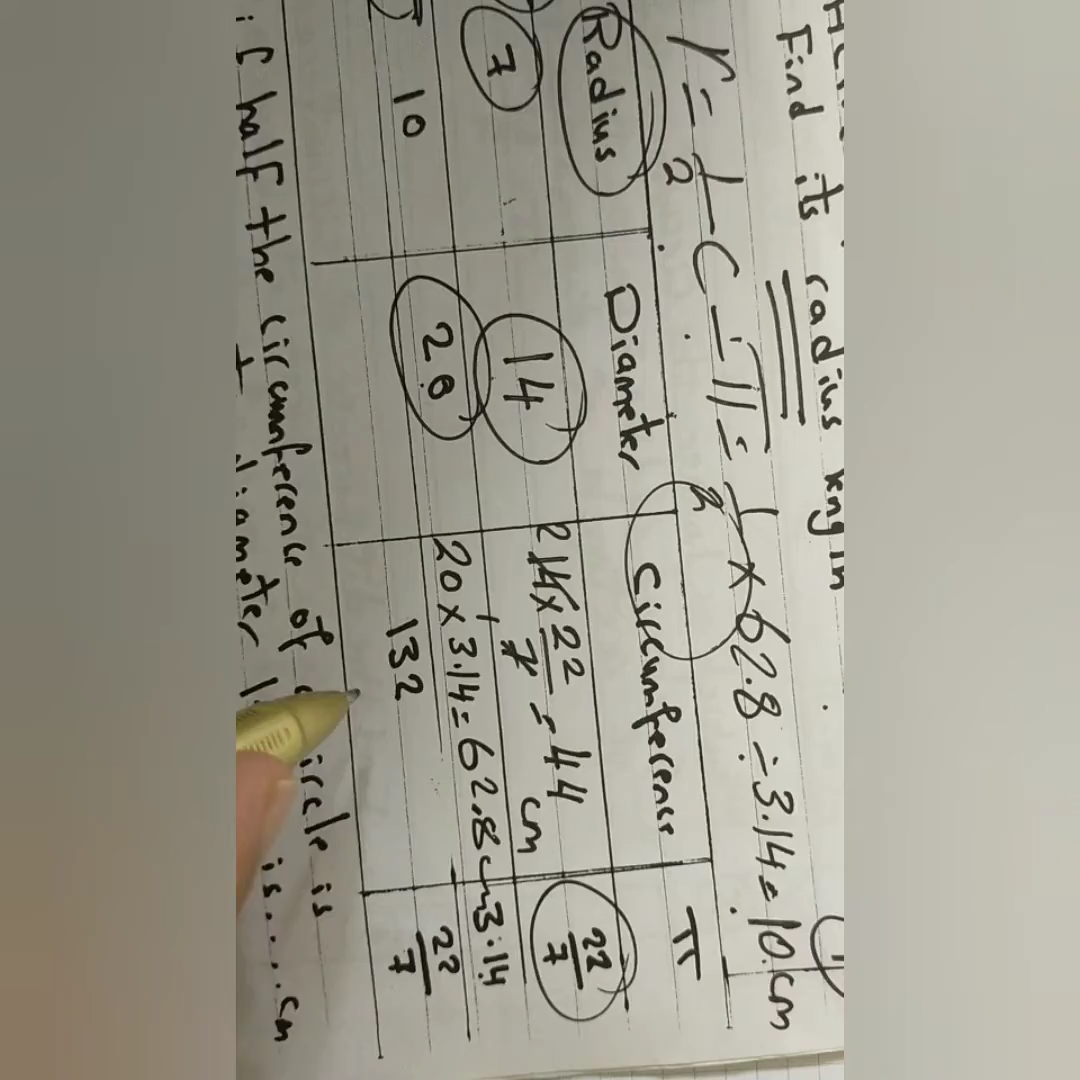 Find its radius
r = 1/2 C ÷ π = 1/2 × 62.8 ÷ 3.14 = 10 cm
Radius Diameter Circumference π
7 14 14 × 22/7 = 44 cm 22/7
10 20 20 × 3.14 = 62.8 cm 3.14
132 22/7
if half the circumference of circle is
diameter is ..... cm